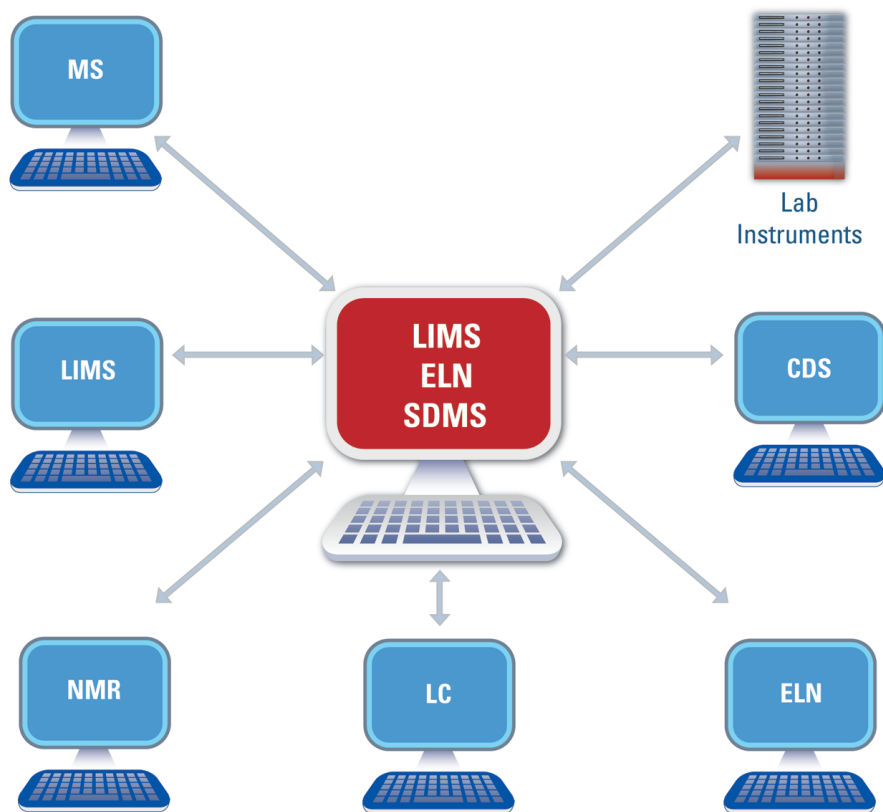 MS
Lab
Instruments
LIMS
LIMS
ELN
SDMS
CDS
NMR
LC
ELN